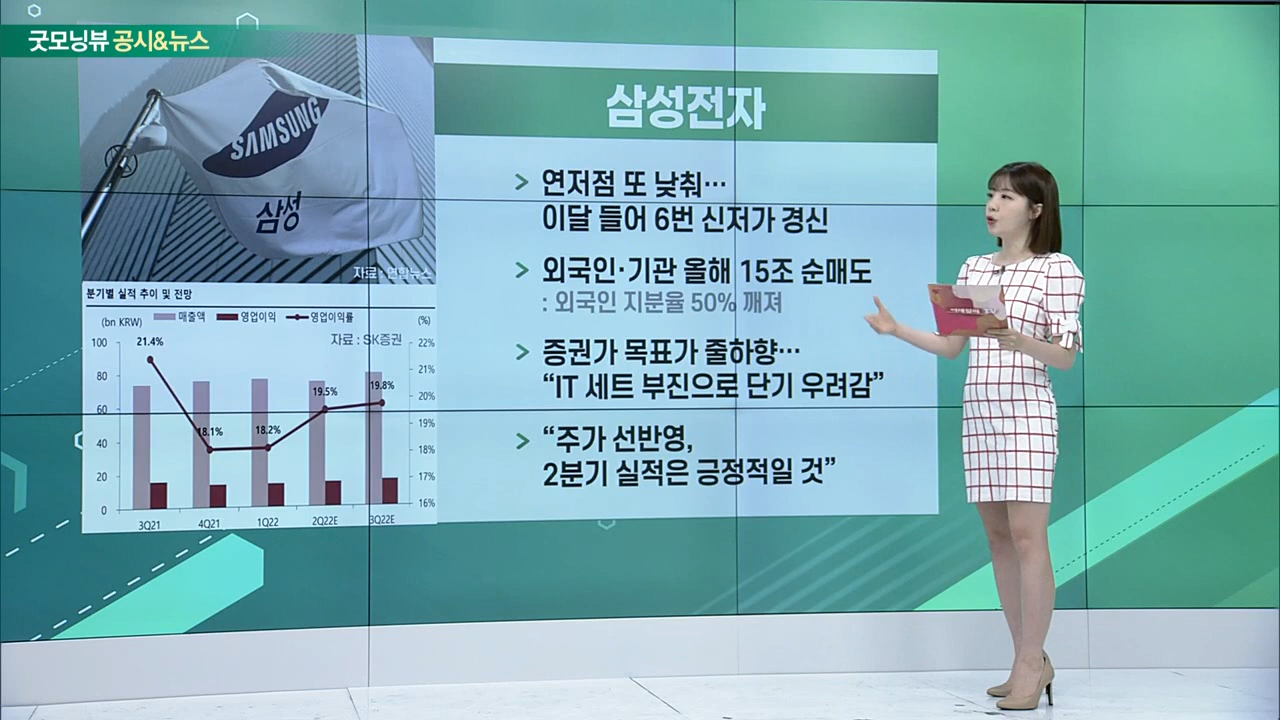 굿모닝뷰 공시&뉴스
SAMSUNG
삼성
자료 : 연합뉴스
삼성전자
> 연저점 또 낮춰…
이달 들어 6번 신저가 경신
> 외국인·기관 올해 15조 순매도
: 외국인 지분율 50% 깨져
> 증권가 목표가 줄하향…
“IT 세트 부진으로 단기 우려감”
> “주가 선반영,
2분기 실적은 긍정적일 것”
분기별 실적 추이 및 전망
(bn KRW) 매출액 영업이익 영업이익률 (%)
자료 : SK증권
100
80
60
40
20
0
21.4%
18.1%
18.2%
19.5%
19.8%
22%
21%
20%
19%
18%
17%
16%
3Q21 4Q21 1Q22 2Q22E 3Q22E